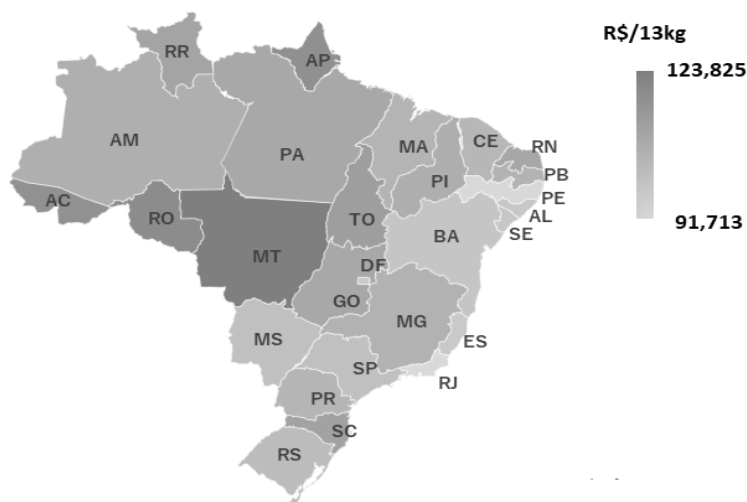 R$/13kg
123,825
91,713
RR
AP
AM
PA
MA
CE
RN
PB
PE
AL
SE
PI
AC
RO
TO
BA
MT
DF
GO
MG
ES
MS
SP
RJ
PR
SC
RS